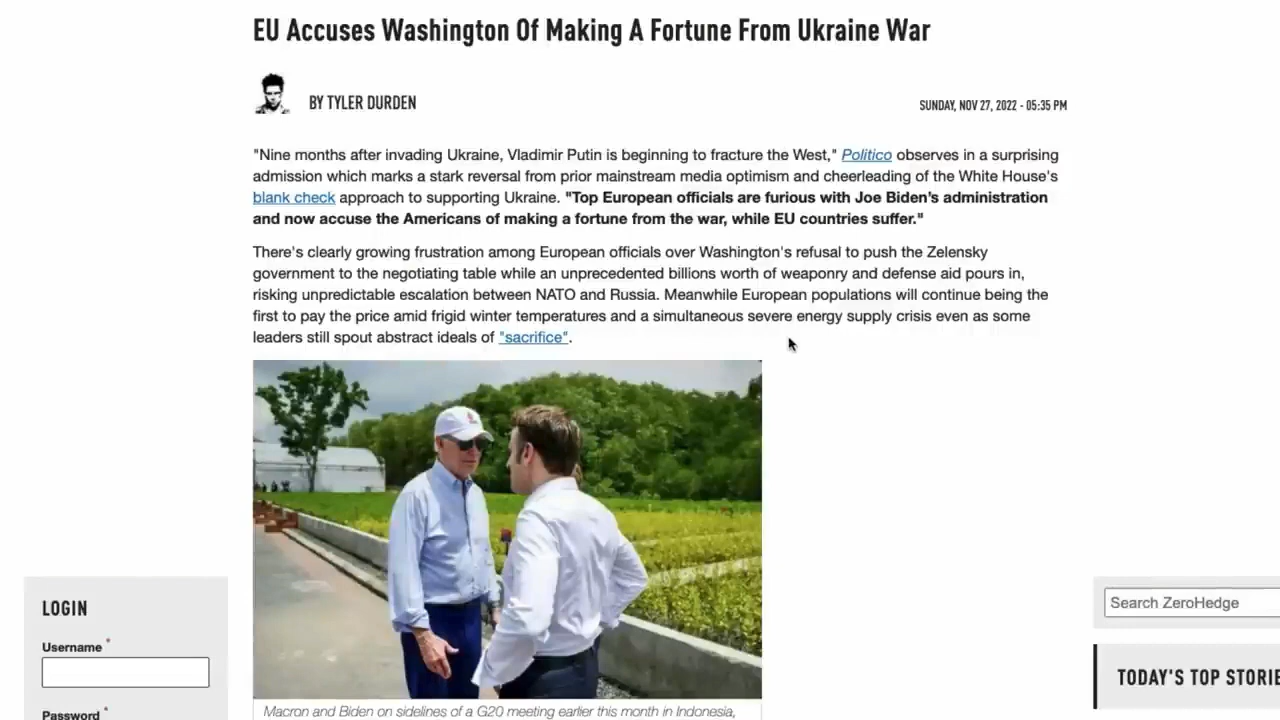 EU Accuses Washington Of Making A Fortune From Ukraine War
BY TYLER DURDEN
SUNDAY, NOV 27, 2022 - 05:35 PM
"Nine months after invading Ukraine, Vladimir Putin is beginning to fracture the West," Politico observes in a surprising
admission which marks a stark reversal from prior mainstream media optimism and cheerleading of the White House's
blank check approach to supporting Ukraine. "Top European officials are furious with Joe Biden's administration
and now accuse the Americans of making a fortune from the war, while EU countries suffer."
There's clearly growing frustration among European officials over Washington's refusal to push the Zelensky
government to the negotiating table while an unprecedented billions worth of weaponry and defense aid pours in,
risking unpredictable escalation between NATO and Russia. Meanwhile European populations will continue being the
first to pay the price amid frigid winter temperatures and a simultaneous severe energy supply crisis even as some
leaders still spout abstract ideals of "sacrifice".
Macron and Biden on sidelines of a G20 meeting earlier this month in Indonesia,
LOGIN
Username *
Password *
Search ZeroHedge
TODAY'S TOP STORIE